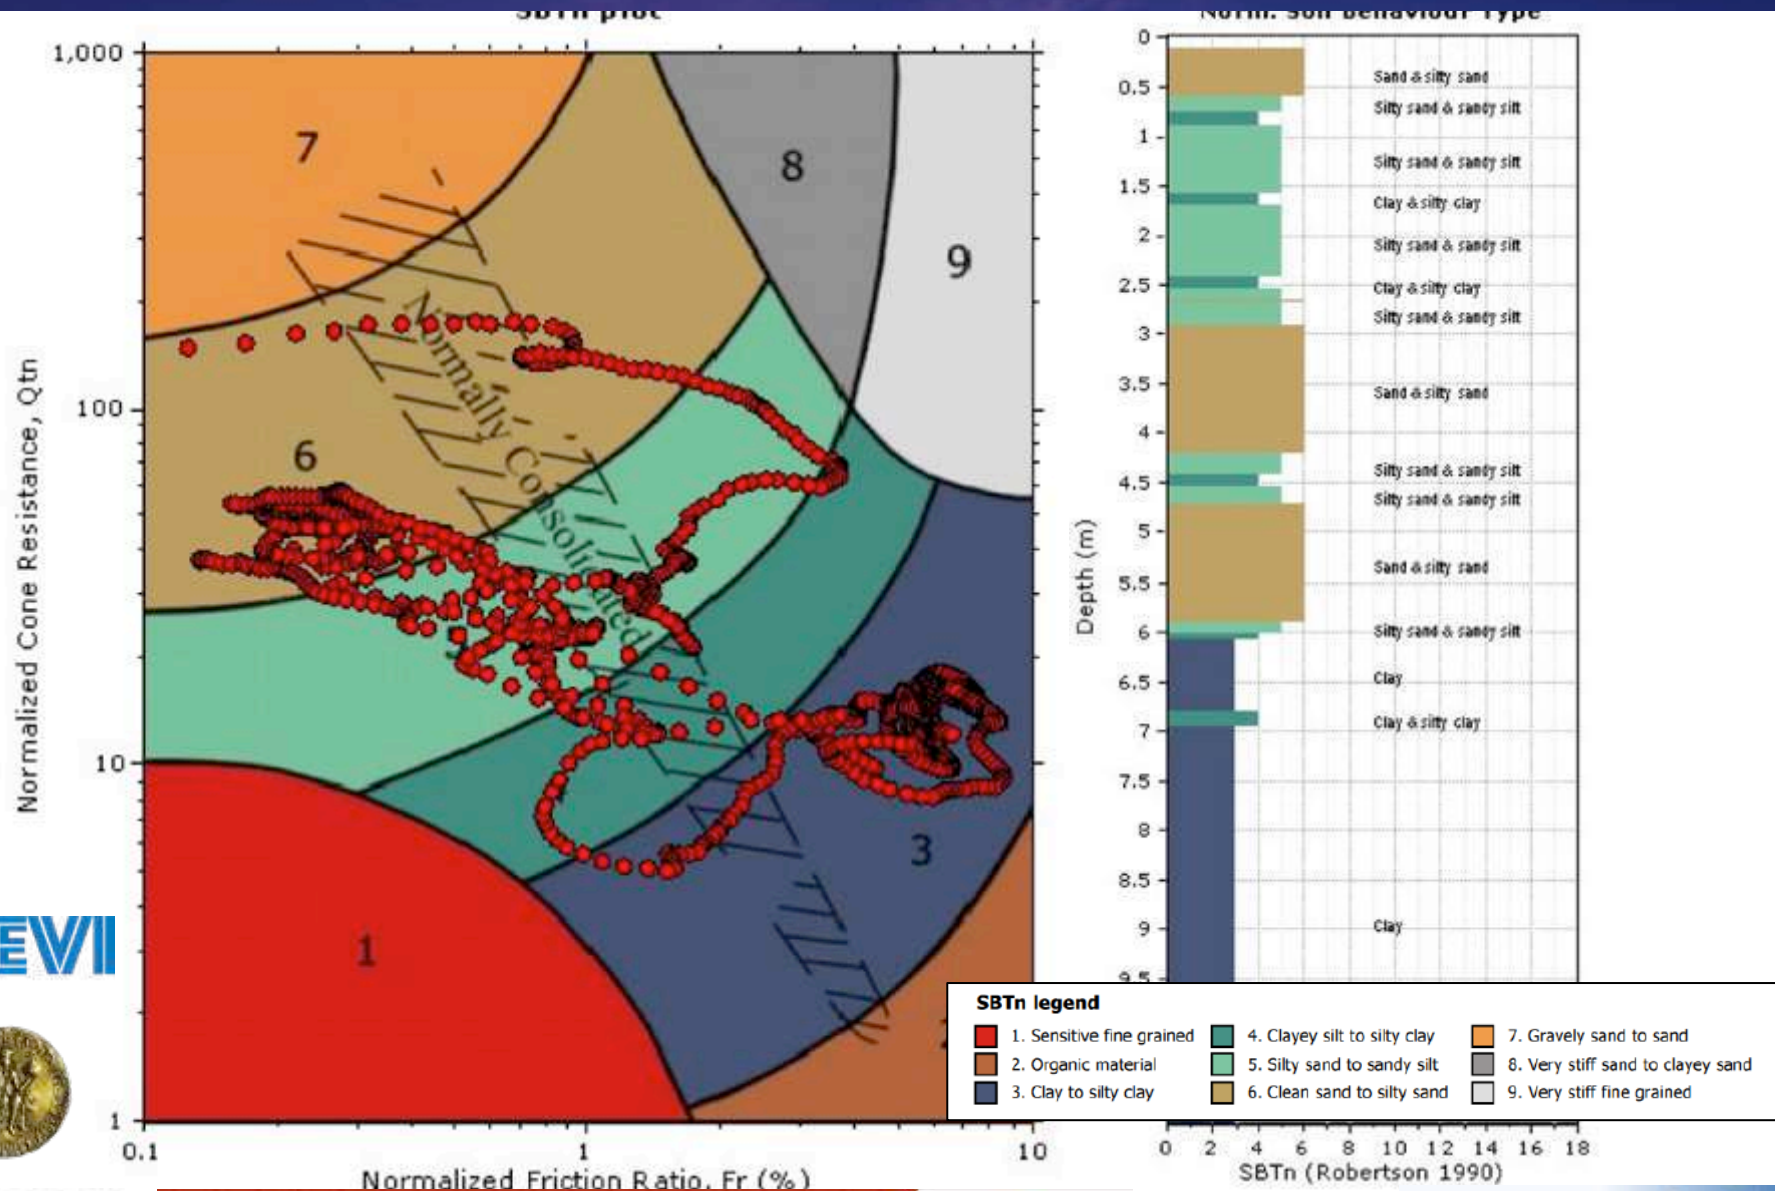 SBTn plot
1,000
100
10
1
Normalized Cone Resistance, Qtn
7
8
9
6
3
1
Normally Consolidated
0.1
1
10
Normalized Friction Ratio, Fr (%)
EVI
Norm. Soil Behaviour Type
0
0.5
1
1.5
2
2.5
3
3.5
4
4.5
5
5.5
6
6.5
7
7.5
8
8.5
9
9.5
Depth (m)
Sand & silty sand
Silty sand & sandy silt
Silty sand & sandy silt
Clay & silty clay
Silty sand & sandy silt
Clay & silty clay
Silty sand & sandy silt
Sand & silty sand
Silty sand & sandy silt
Silty sand & sandy silt
Sand & silty sand
Silty sand & sandy silt
Clay
Clay & silty clay
Clay
SBTn legend
1. Sensitive fine grained
2. Organic material
3. Clay to silty clay
4. Clayey silt to silty clay
5. Silty sand to sandy silt
6. Clean sand to silty sand
7. Gravely sand to sand
8. Very stiff sand to clayey sand
9. Very stiff fine grained
0 2 4 6 8 10 12 14 16 18
SBTn (Robertson 1990)